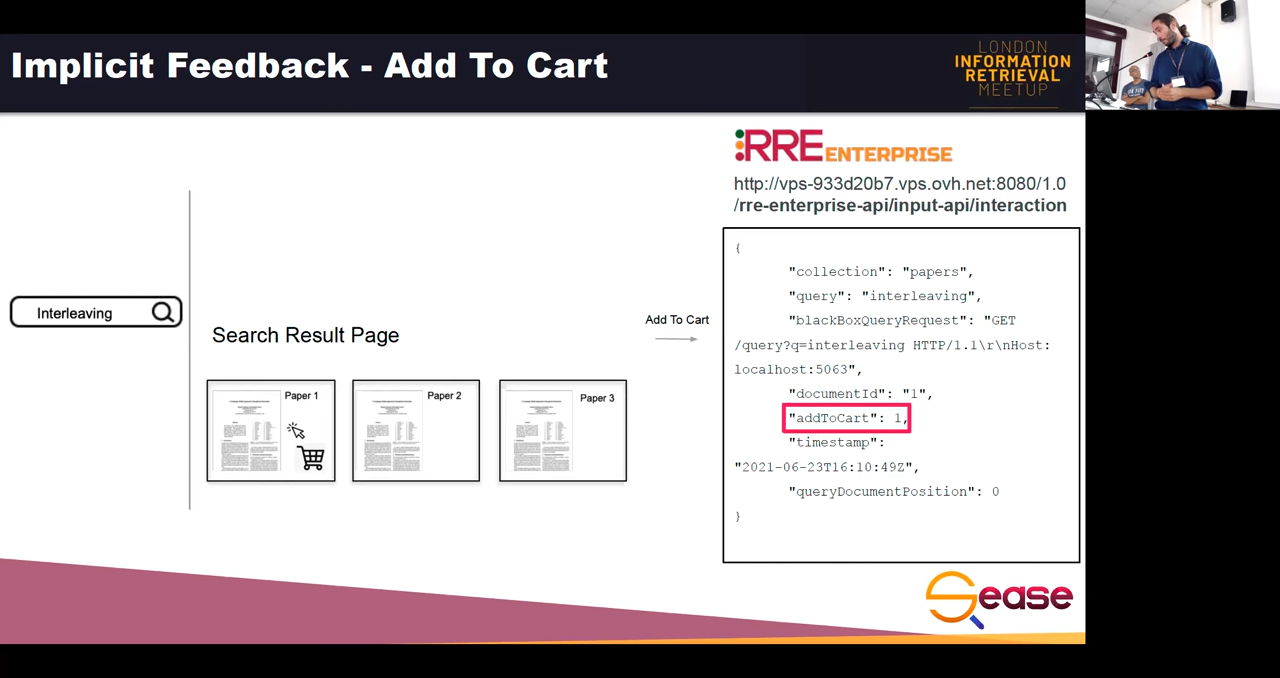 Implicit Feedback - Add To Cart
LONDON
INFORMATION
RETRIEVAL
MEETUP
RRE ENTERPRISE
http://vps-933d20b7.vps.ovh.net:8080/1.0
/rre-enterprise-api/input-api/interaction
Interleaving
Search Result Page
Paper 1
Paper 2
Paper 3
Add To Cart
{
"collection": "papers",
"query": "interleaving",
"blackBoxQueryRequest": "GET
/query?q=interleaving HTTP/1.1\r\nHost:
localhost:5063",
"documentId": "1",
"addToCart": 1,
"timestamp":
"2021-06-23T16:10:49Z",
"queryDocumentPosition": 0
}
Sease